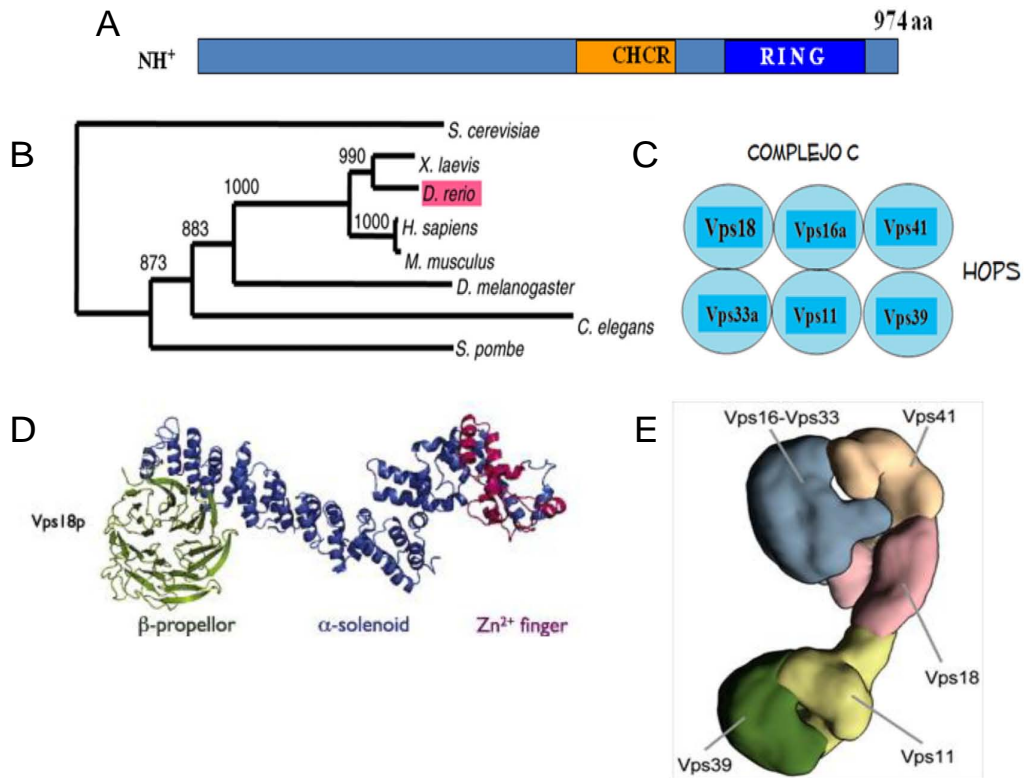 A
974 aa
NH⁺
CHCR
RING
B
S. cerevisiae
990
X. laevis
1000
D. rerio
1000
H. sapiens
883
M. musculus
873
D. melanogaster
C. elegans
S. pombe
C
COMPLEJO C
Vps18
Vps16a
Vps41
HOPS
Vps33a
Vps11
Vps39
D
Vps18p
β-propellor
α-solenoid
Zn²⁺ finger
E
Vps16-Vps33
Vps41
Vps18
Vps11
Vps39